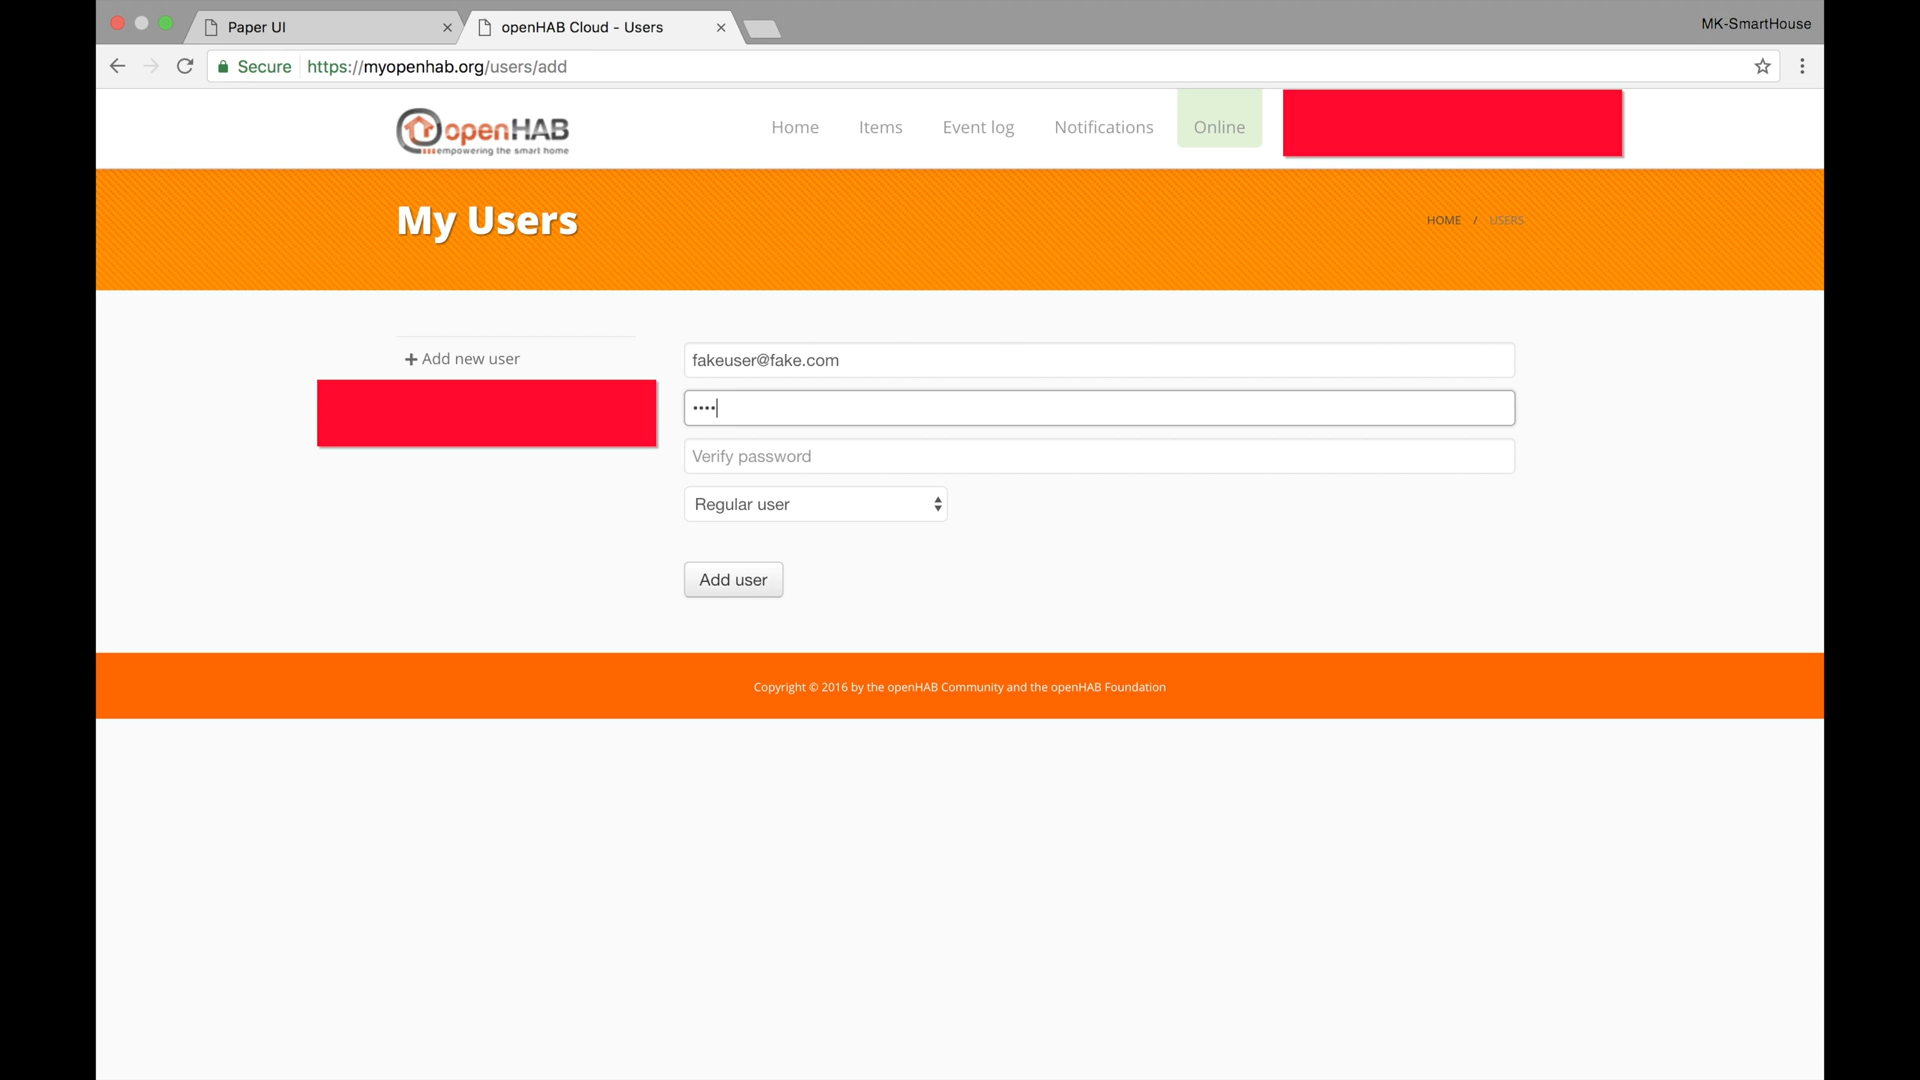 Paper UI
openHAB Cloud - Users
MK-SmartHouse
Secure https://myopenhab.org/users/add
openHAB
empowering the smart home
Home Items Event log Notifications Online
My Users
HOME / USERS
Add new user
fakeuser@fake.com
••••
Verify password
Regular user
Add user
Copyright © 2016 by the openHAB Community and the openHAB Foundation